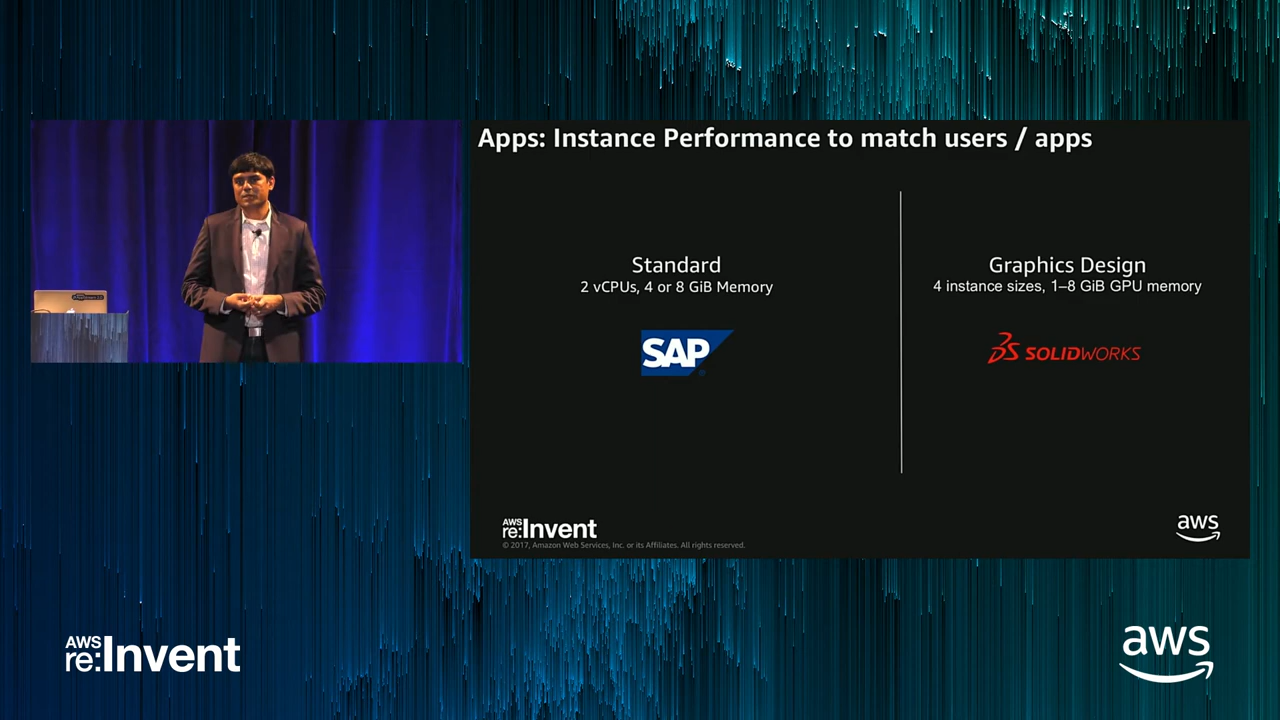 Apps: Instance Performance to match users / apps
Standard
2 vCPUs, 4 or 8 GiB Memory
SAP
®
Graphics Design
4 instance sizes, 1–8 GiB GPU memory
SOLIDWORKS
AWS
re:Invent
© 2017, Amazon Web Services, Inc. or its Affiliates. All rights reserved.
aws
AWS
re:Invent
aws